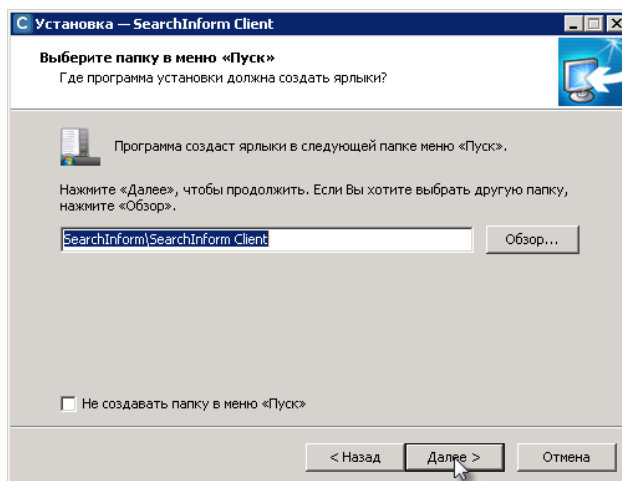 Установка — SearchInform Client
Выберите папку в меню «Пуск»
Где программа установки должна создать ярлыки?
Программа создаст ярлыки в следующей папке меню «Пуск».
Нажмите «Далее», чтобы продолжить. Если Вы хотите выбрать другую папку,
нажмите «Обзор».
SearchInform\SearchInform Client
Обзор...
Не создавать папку в меню «Пуск»
< Назад
Далее >
Отмена